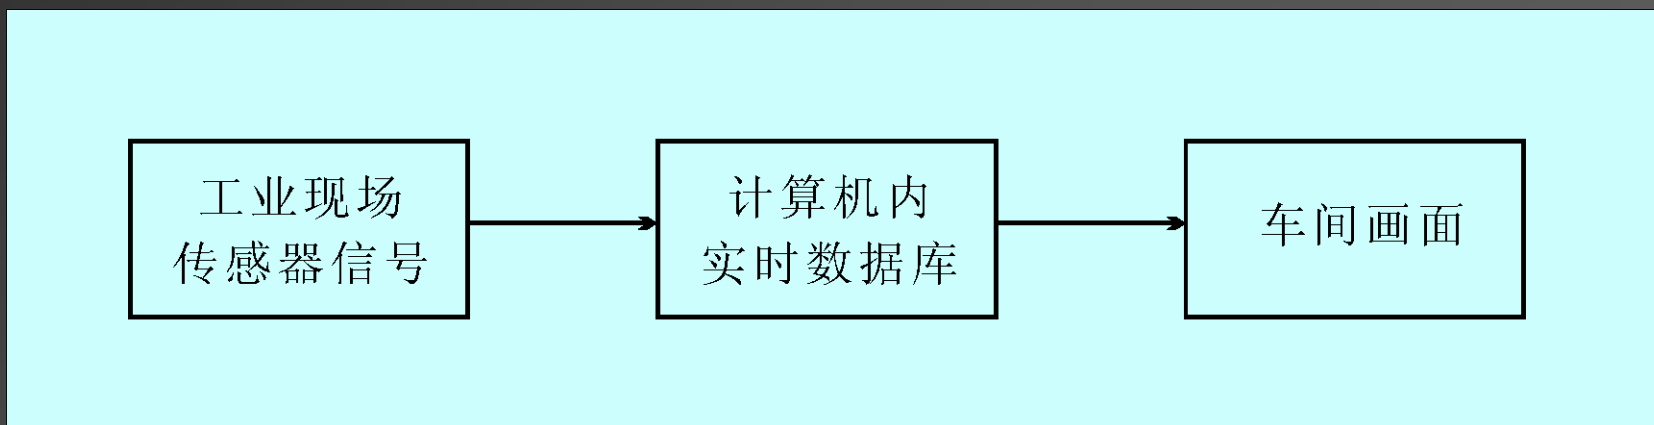 工业现场
传感器信号
计算机内
实时数据库
车间画面